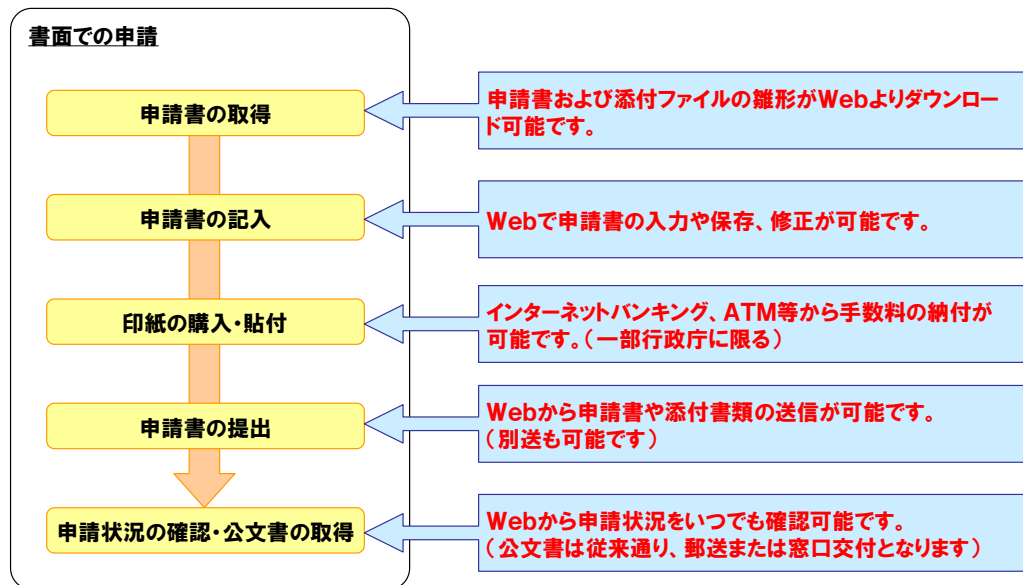 書面での申請
申請書の取得
申請書および添付ファイルの雛形がWebよりダウンロー
ド可能です。
申請書の記入
Webで申請書の入力や保存、修正が可能です。
印紙の購入・貼付
インターネットバンキング、ATM等から手数料の納付が
可能です。(一部行政庁に限る)
申請書の提出
Webから申請書や添付書類の送信が可能です。
(別送も可能です)
申請状況の確認・公文書の取得
Webから申請状況をいつでも確認可能です。
(公文書は従来通り、郵送または窓口交付となります)